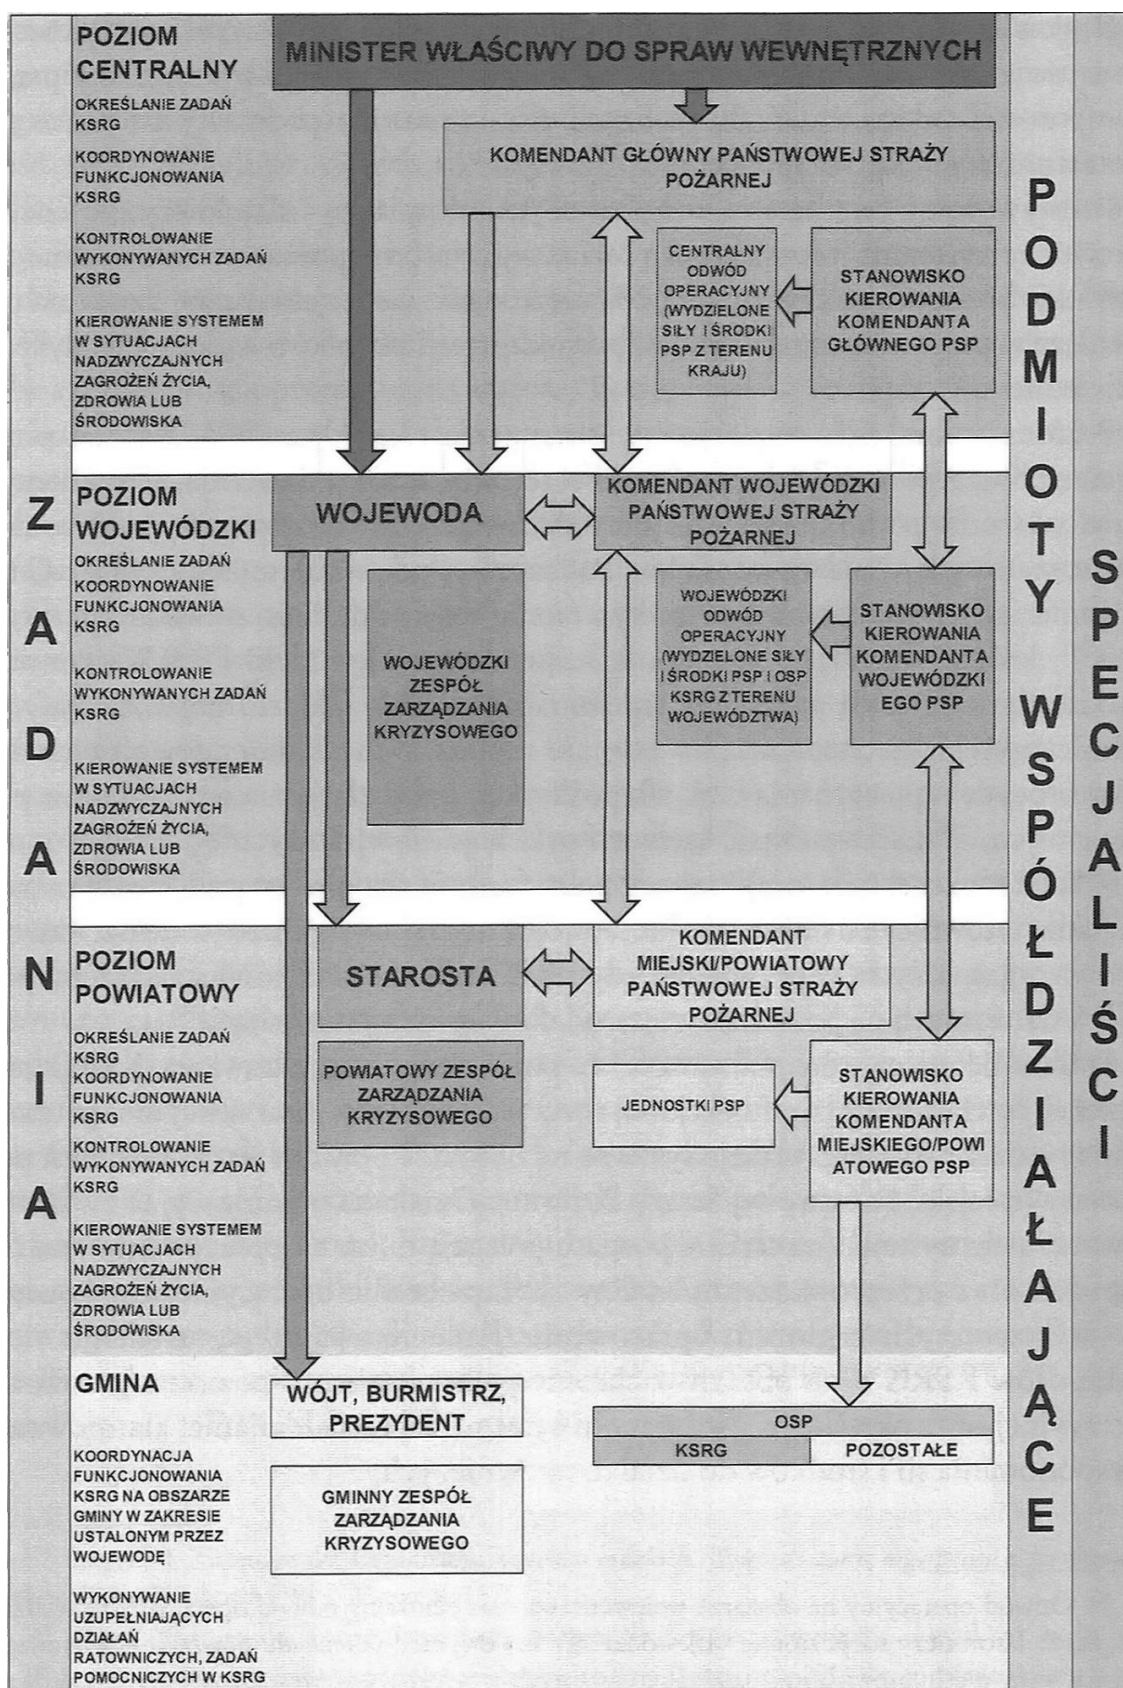 POZIOM
CENTRALNY
OKREŚLANIE ZADAŃ
KSRG
KOORDYNOWANIE
FUNKCJONOWANIA
KSRG
KONTROLOWANIE
WYKONYWANYCH ZADAŃ
KSRG
KIEROWANIE SYSTEMEM
W SYTUACJACH
NADZWYCZAJNYCH
ZAGROŻEŃ ŻYCIA,
ZDROWIA LUB
ŚRODOWISKA
MINISTER WŁAŚCIWY DO SPRAW WEWNĘTRZNYCH
KOMENDANT GŁÓWNY PAŃSTWOWEJ STRAŻY
POŻARNEJ
CENTRALNY
ODWÓD
OPERACYJNY
(WYDZIELONE
SIŁY I ŚRODKI
PSP Z TERENU
KRAJU)
STANOWISKO
KIEROWANIA
KOMENDANTA
GŁÓWNEGO PSP
POZIOM
WOJEWÓDZKI
OKREŚLANIE ZADAŃ
KOORDYNOWANIE
FUNKCJONOWANIA
KSRG
KONTROLOWANIE
WYKONYWANYCH ZADAŃ
KSRG
KIEROWANIE SYSTEMEM
W SYTUACJACH
NADZWYCZAJNYCH
ZAGROŻEŃ ŻYCIA,
ZDROWIA LUB
ŚRODOWISKA
WOJEWODA
KOMENDANT WOJEWÓDZKI
PAŃSTWOWEJ STRAŻY
POŻARNEJ
WOJEWÓDZKI
ZESPÓŁ
ZARZĄDZANIA
KRYZYSOWEGO
WOJEWÓDZKI
ODWÓD
OPERACYJNY
(WYDZIELONE SIŁY
I ŚRODKI PSP I OSP
KSRG Z TERENU
WOJEWÓDZTWA)
STANOWISKO
KIEROWANIA
KOMENDANTA
WOJEWÓDZKI
EGO PSP
POZIOM
POWIATOWY
OKREŚLANIE ZADAŃ
KSRG
KOORDYNOWANIE
FUNKCJONOWANIA
KSRG
KONTROLOWANIE
WYKONYWANYCH ZADAŃ
KSRG
KIEROWANIE SYSTEMEM
W SYTUACJACH
NADZWYCZAJNYCH
ZAGROŻEŃ ŻYCIA,
ZDROWIA LUB
ŚRODOWISKA
STAROSTA
KOMENDANT
MIEJSKI/POWIATOWY
PAŃSTWOWEJ STRAŻY
POŻARNEJ
POWIATOWY ZESPÓŁ
ZARZĄDZANIA
KRYZYSOWEGO
JEDNOSTKI PSP
STANOWISKO
KIEROWANIA
KOMENDANTA
MIEJSKIEGO/POWI
ATOWEGO PSP
GMINA
KOORDYNACJA
FUNKCJONOWANIA
KSRG NA OBSZARZE
GMINY W ZAKRESIE
USTALONYM PRZEZ
WOJEWODĘ
WYKONYWANIE
UZUPEŁNIAJĄCYCH
DZIAŁAŃ
RATOWNICZYCH, ZADAŃ
POMOCNICZYCH W KSRG
WÓJT, BURMISTRZ,
PREZYDENT
GMINNY ZESPÓŁ
ZARZĄDZANIA
KRYZYSOWEGO
OSP
KSRG POZOSTAŁE
ZADANIA
PODMIOTY WSPÓŁDZIAŁAJĄCE
SPECJALIŚCI